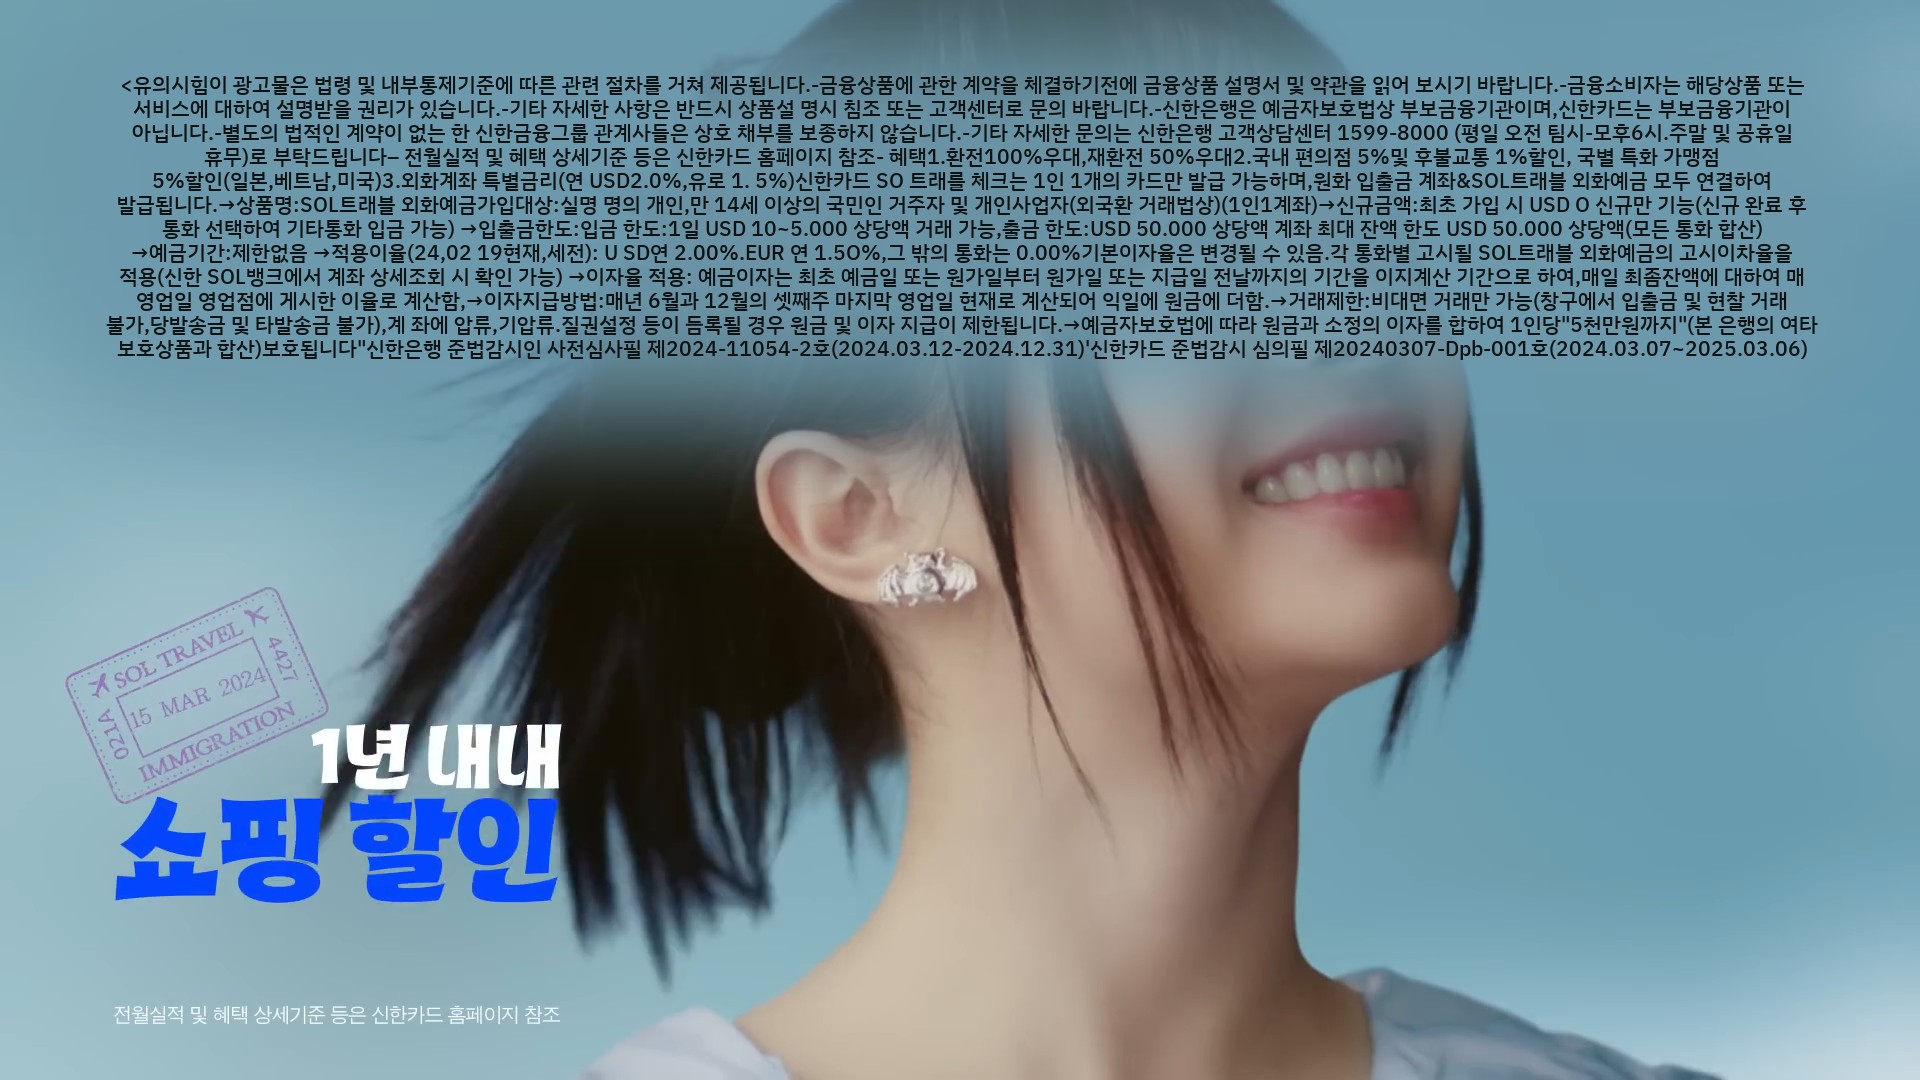 <유의시힘이 광고물은 법령 및 내부통제기준에 따른 관련 절차를 거쳐 제공됩니다.-금융상품에 관한 계약을 체결하기전에 금융상품 설명서 및 약관을 읽어 보시기 바랍니다.-금융소비자는 해당상품 또는
서비스에 대하여 설명받을 권리가 있습니다.-기타 자세한 사항은 반드시 상품설 명시 침조 또는 고객센터로 문의 바랍니다.-신한은행은 예금자보호법상 부보금융기관이며,신한카드는 부보금융기관이
아닙니다.-별도의 법적인 계약이 없는 한 신한금융그룹 관계사들은 상호 채부를 보종하지 않습니다.-기타 자세한 문의는 신한은행 고객상담센터 1599-8000 (평일 오전 팀시-모후6시.주말 및 공휴일
휴무)로 부탁드립니다– 전월실적 및 혜택 상세기준 등은 신한카드 홈페이지 참조- 혜택1.환전100%우대,재환전 50%우대2.국내 편의점 5%및 후불교통 1%할인, 국별 특화 가맹점
5%할인(일본,베트남,미국)3.외화계좌 특별금리(연 USD2.0%,유로 1. 5%)신한카드 SO 트래를 체크는 1인 1개의 카드만 발급 가능하며,원화 입출금 계좌&SOL트래블 외화예금 모두 연결하여
발급됩니다.→상품명:SOL트래블 외화예금가입대상:실명 명의 개인,만 14세 이상의 국민인 거주자 및 개인사업자(외국환 거래법상)(1인1계좌)→신규금액:최초 가입 시 USD O 신규만 기능(신규 완료 후
통화 선택하여 기타통화 입금 가능) →입출금한도:입금 한도:1일 USD 10~5.000 상당액 거래 가능,출금 한도:USD 50.000 상당액 계좌 최대 잔액 한도 USD 50.000 상당액(모든 통화 합산)
→예금기간:제한없음 →적용이율(24,02 19현재,세전): U SD연 2.00%.EUR 연 1.5O%,그 밖의 통화는 0.00%기본이자율은 변경될 수 있음.각 통화별 고시될 SOL트래블 외화예금의 고시이차율을
적용(신한 SOL뱅크에서 계좌 상세조회 시 확인 가능) →이자율 적용: 예금이자는 최초 예금일 또는 원가일부터 원가일 또는 지급일 전날까지의 기간을 이지계산 기간으로 하여,매일 최좀잔액에 대하여 매
영업일 영업점에 게시한 이율로 계산함,→이자지급방법:매년 6월과 12월의 셋째주 마지막 영업일 현재로 계산되어 익일에 원금에 더함.→거래제한:비대면 거래만 가능(창구에서 입출금 및 현찰 거래
불가,당발송금 및 타발송금 불가),계 좌에 압류,기압류.질권설정 등이 듬록될 경우 원금 및 이자 지급이 제한됩니다.→예금자보호법에 따라 원금과 소정의 이자를 합하여 1인당"5천만원까지"(본 은행의 여타
보호상품과 합산)보호됩니다"신한은행 준법감시인 사전심사필 제2024-11054-2호(2024.03.12-2024.12.31)'신한카드 준법감시 심의필 제20240307-Dpb-001호(2024.03.07~2025.03.06)
SOL TRAVEL
4427
15 MAR 2024
021A
IMMIGRATION
1년 내내
쇼핑 할인
전월실적 및 혜택 상세기준 등은 신한카드 홈페이지 참조